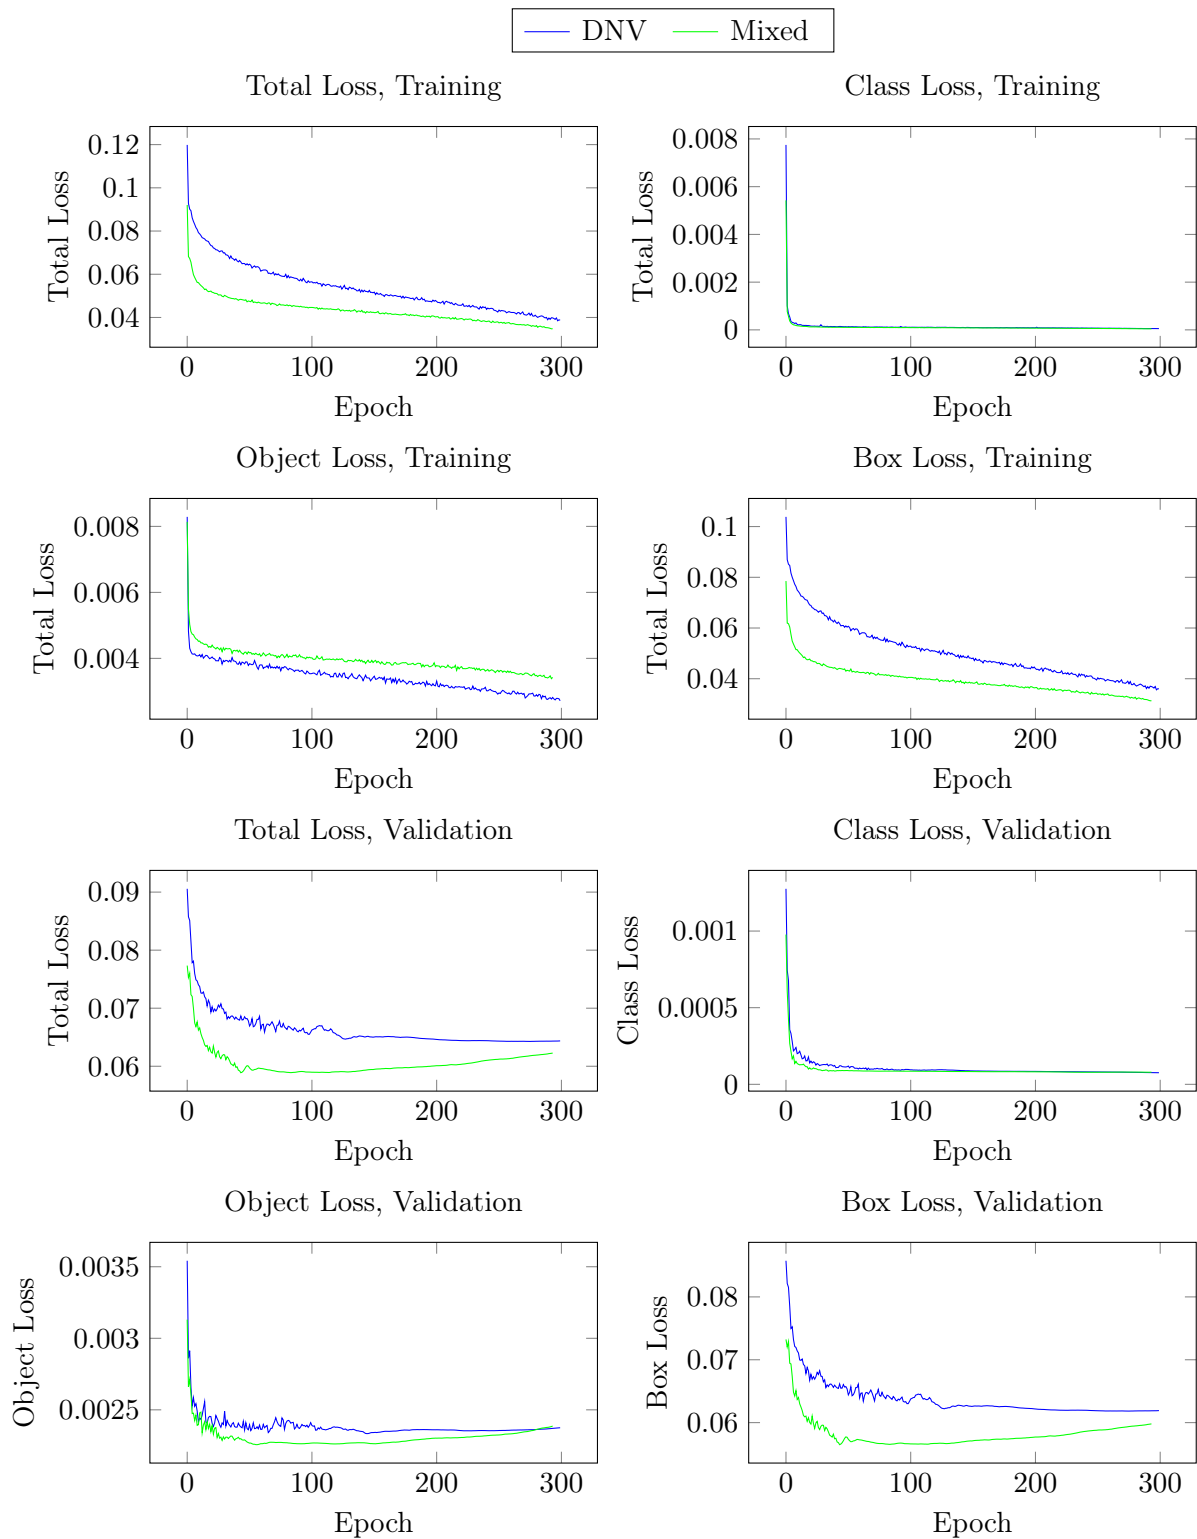 DNV Mixed
Total Loss, Training
0.12
0.1
0.08
0.06
0.04
Total Loss
0 100 200 300
Epoch
Class Loss, Training
0.008
0.006
0.004
0.002
0
Total Loss
0 100 200 300
Epoch
Object Loss, Training
0.008
0.006
0.004
Total Loss
0 100 200 300
Epoch
Box Loss, Training
0.1
0.08
0.06
0.04
Total Loss
0 100 200 300
Epoch
Total Loss, Validation
0.09
0.08
0.07
0.06
Total Loss
0 100 200 300
Epoch
Class Loss, Validation
0.001
0.0005
0
Class Loss
0 100 200 300
Epoch
Object Loss, Validation
0.0035
0.003
0.0025
Object Loss
0 100 200 300
Epoch
Box Loss, Validation
0.08
0.07
0.06
Box Loss
0 100 200 300
Epoch